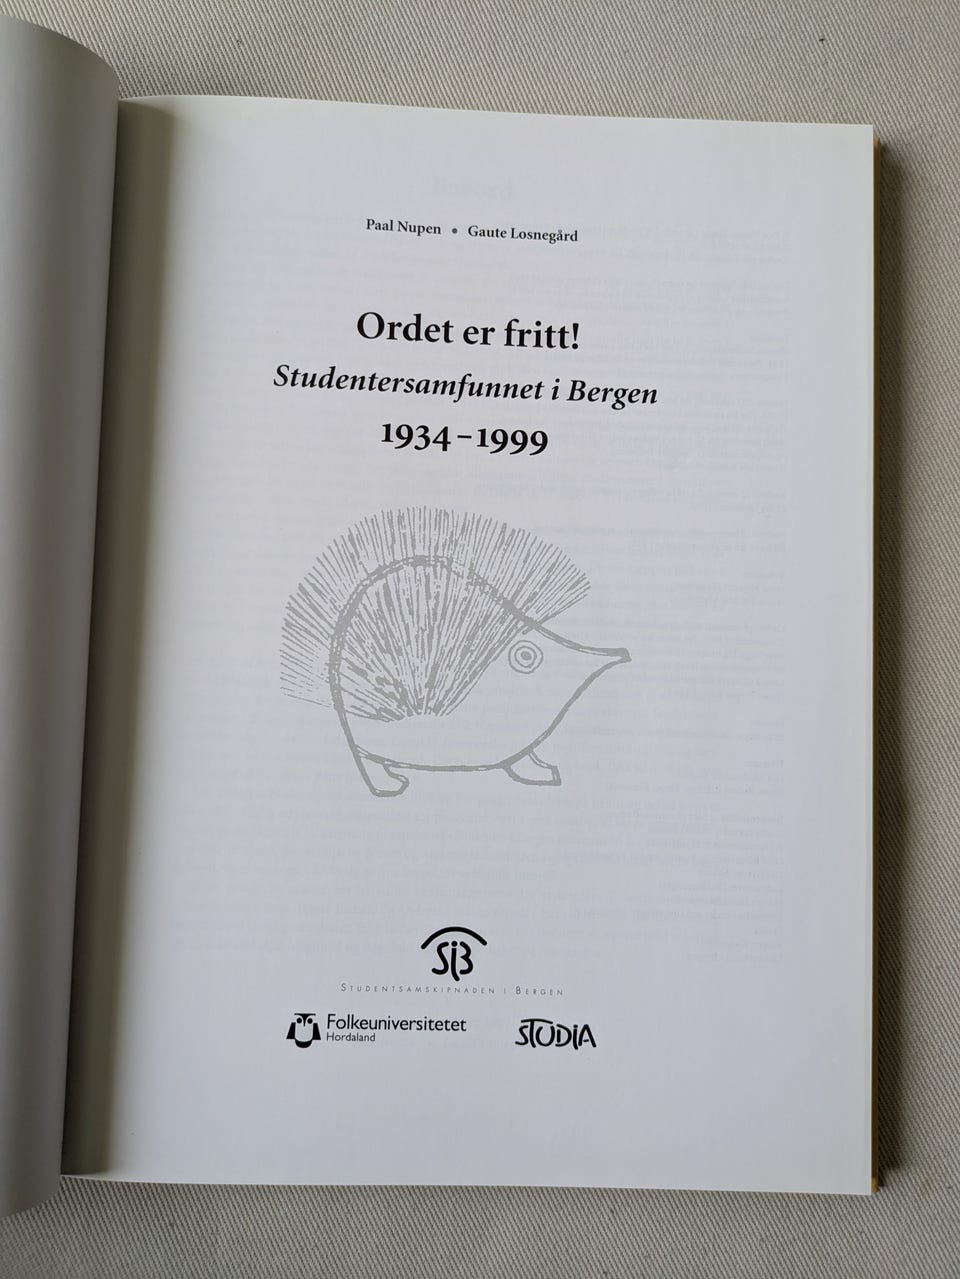 Paal Nupen • Gaute Losnegård
Ordet er fritt!
Studentersamfunnet i Bergen
1934–1999
SiB
STUDENTSAMSKIPNADEN I BERGEN
Folkeuniversitetet
Hordaland
STUDIA